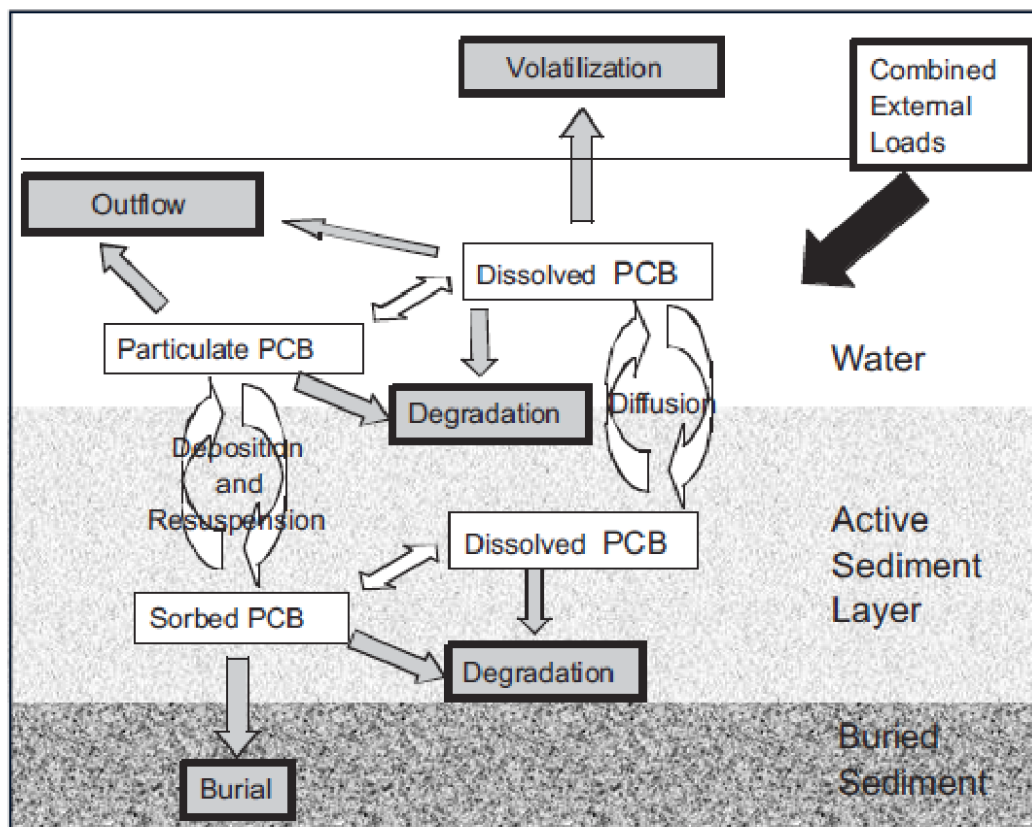 Volatilization
Combined
External
Loads
Outflow
Dissolved PCB
Particulate PCB
Water
Degradation
Diffusion
Deposition
and
Resuspension
Dissolved PCB
Active
Sediment
Layer
Sorbed PCB
Degradation
Buried
Sediment
Burial